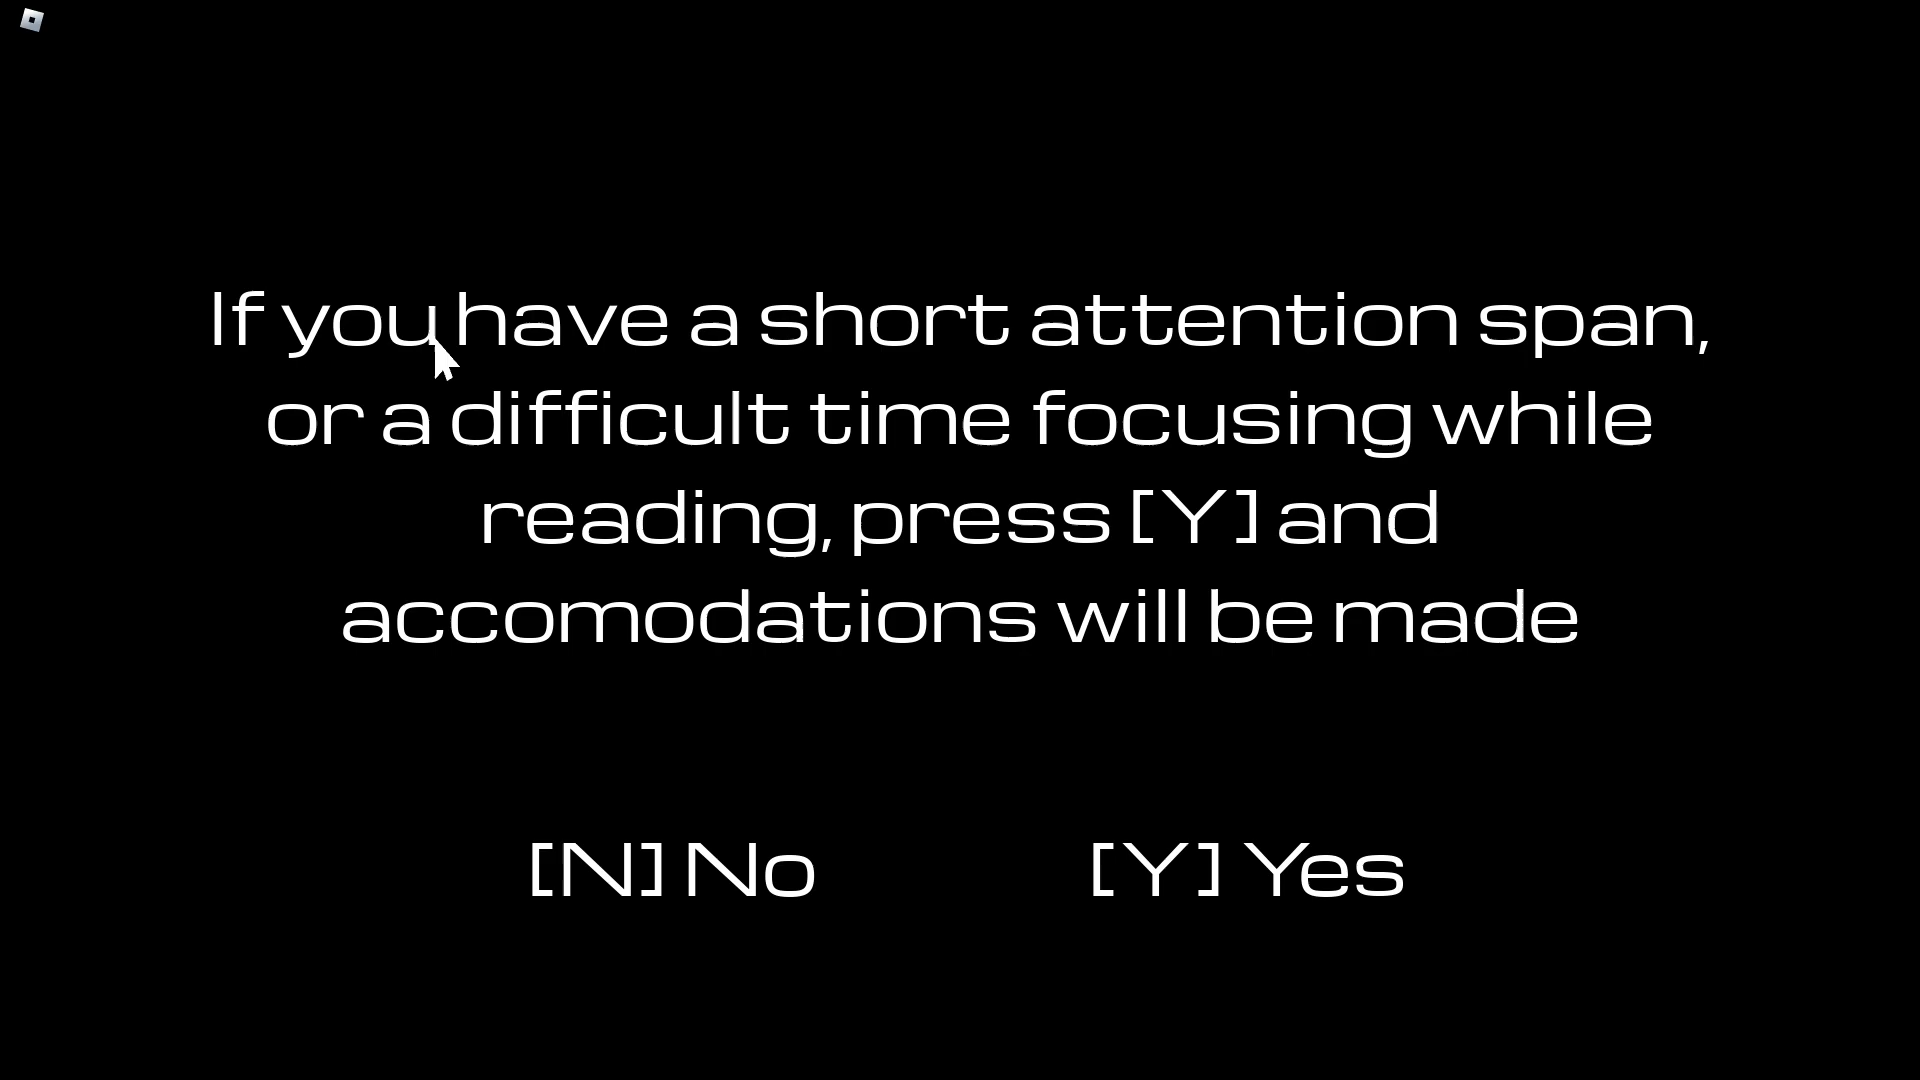 If you have a short attention span,
or a difficult time focusing while
reading, press [Y] and
accomodations will be made
[N] No [Y] Yes